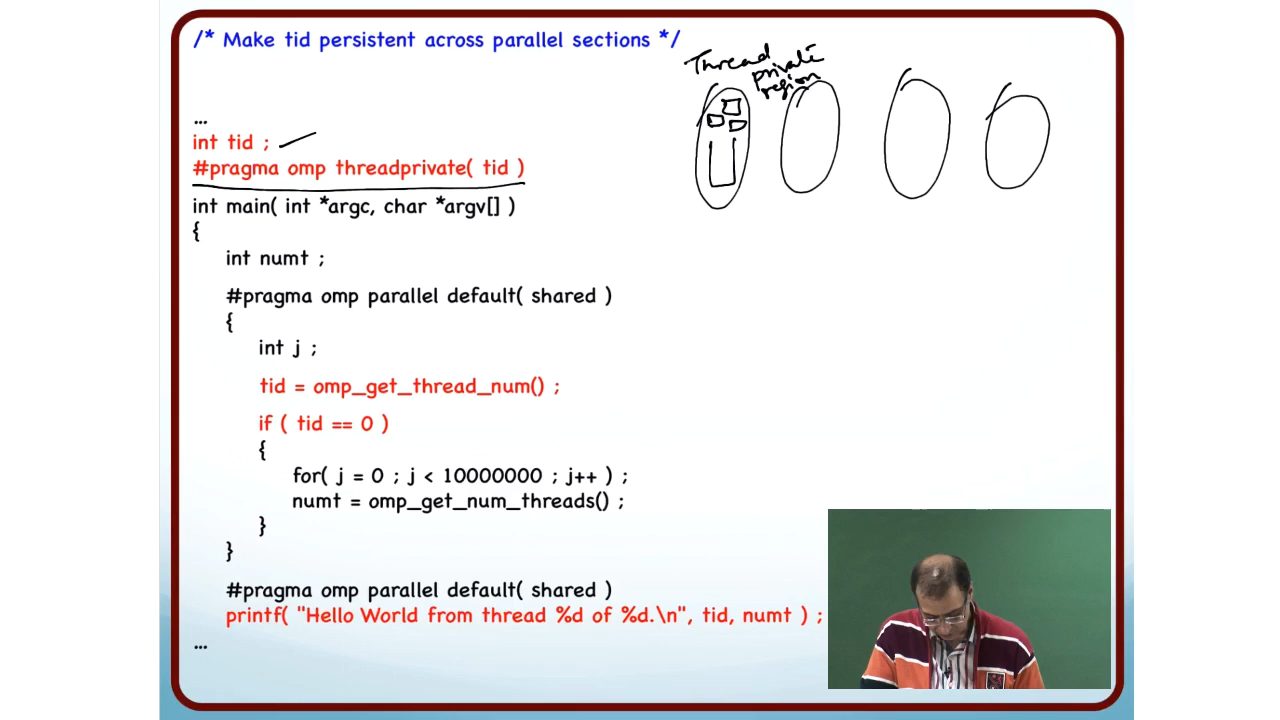 /* Make tid persistent across parallel sections */
Thread
private
region
...
int tid ;
#pragma omp threadprivate( tid )
int main( int *argc, char *argv[] )
{
int numt ;
#pragma omp parallel default( shared )
{
int j ;
tid = omp_get_thread_num() ;
if ( tid == 0 )
{
for( j = 0 ; j < 10000000 ; j++ ) ;
numt = omp_get_num_threads() ;
}
}
#pragma omp parallel default( shared )
printf( "Hello World from thread %d of %d.\n", tid, numt ) ;
...